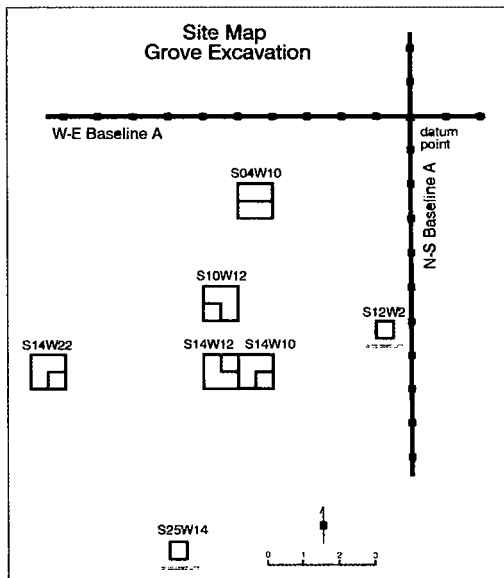 Site Map
Grove Excavation
W-E Baseline A
datum
point
N-S Baseline A
S04W10
S10W12
S12W2
S14W22
S14W12 S14W10
S25W14
0 1 2 3